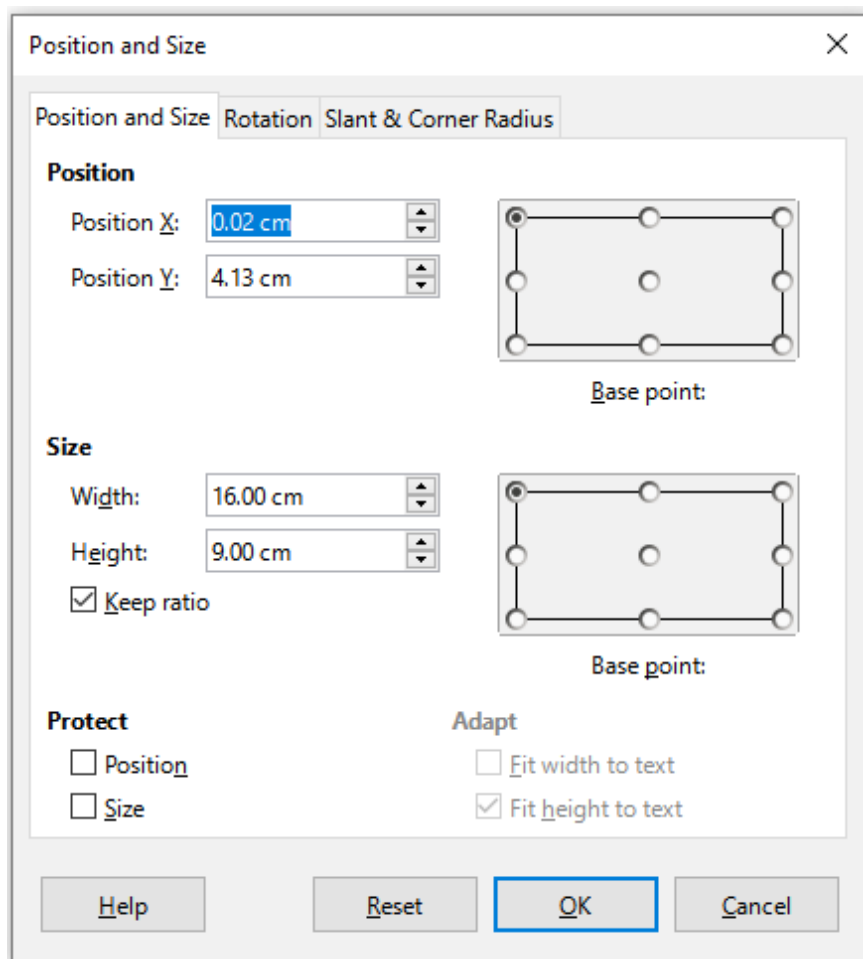 Position and Size
Position and Size Rotation Slant & Corner Radius
Position
Position X: 0.02 cm
Position Y: 4.13 cm
Base point:
Size
Width: 16.00 cm
Height: 9.00 cm
Keep ratio
Base point:
Protect Adapt
Position Fit width to text
Size Fit height to text
Help Reset OK Cancel